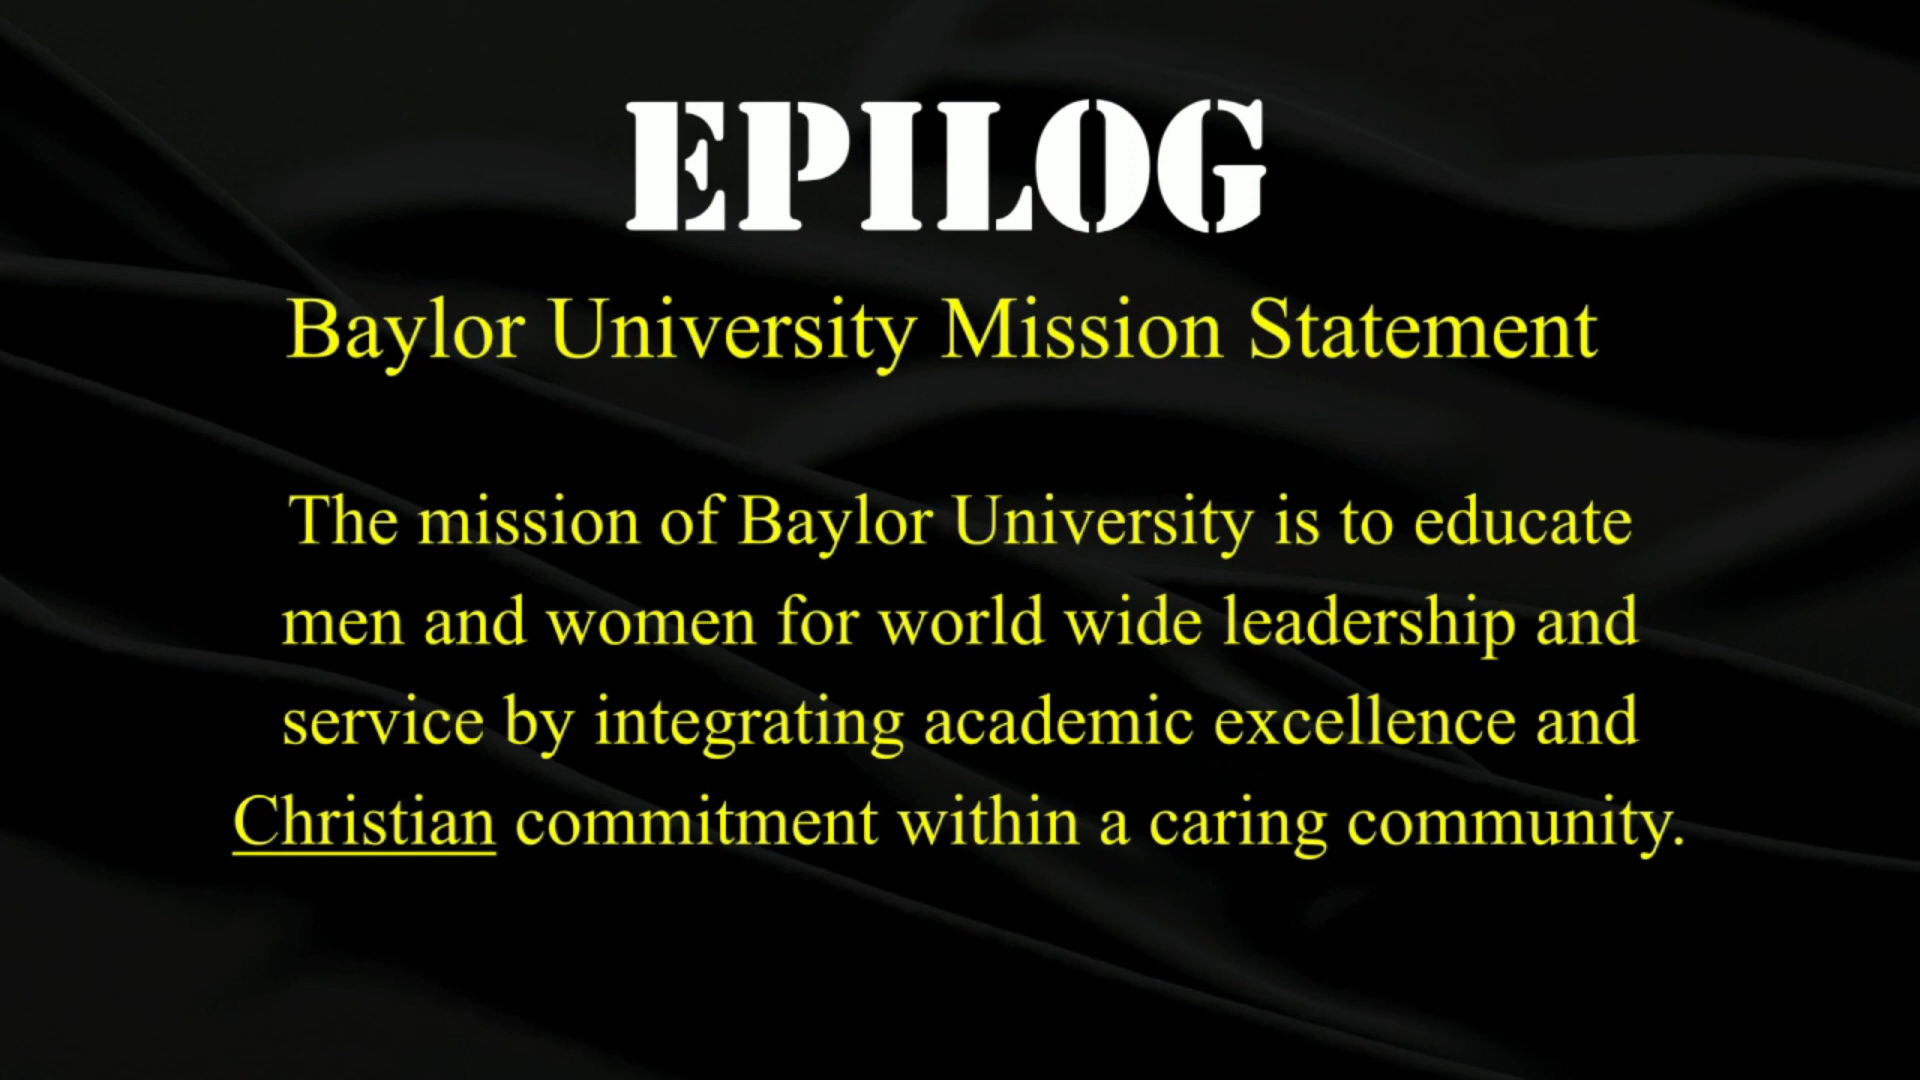 EPILOG
Baylor University Mission Statement
The mission of Baylor University is to educate
men and women for world wide leadership and
service by integrating academic excellence and
Christian commitment within a caring community.